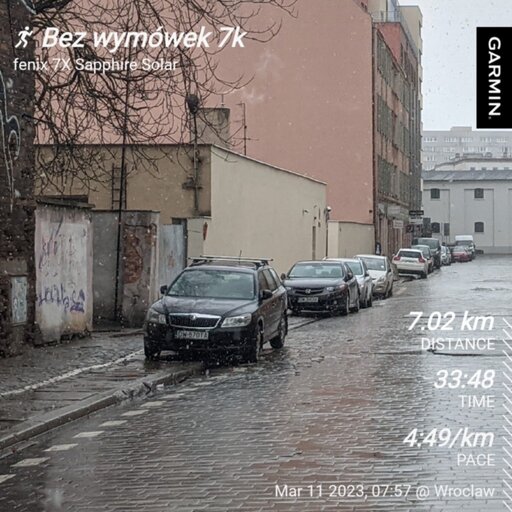 Bez wymówek 7k
fenix 7X Sapphire Solar
GARMIN.
7.02 km
DISTANCE
33:48
TIME
4:49/km
PACE
Mar 11 2023, 07:57 @ Wroclaw